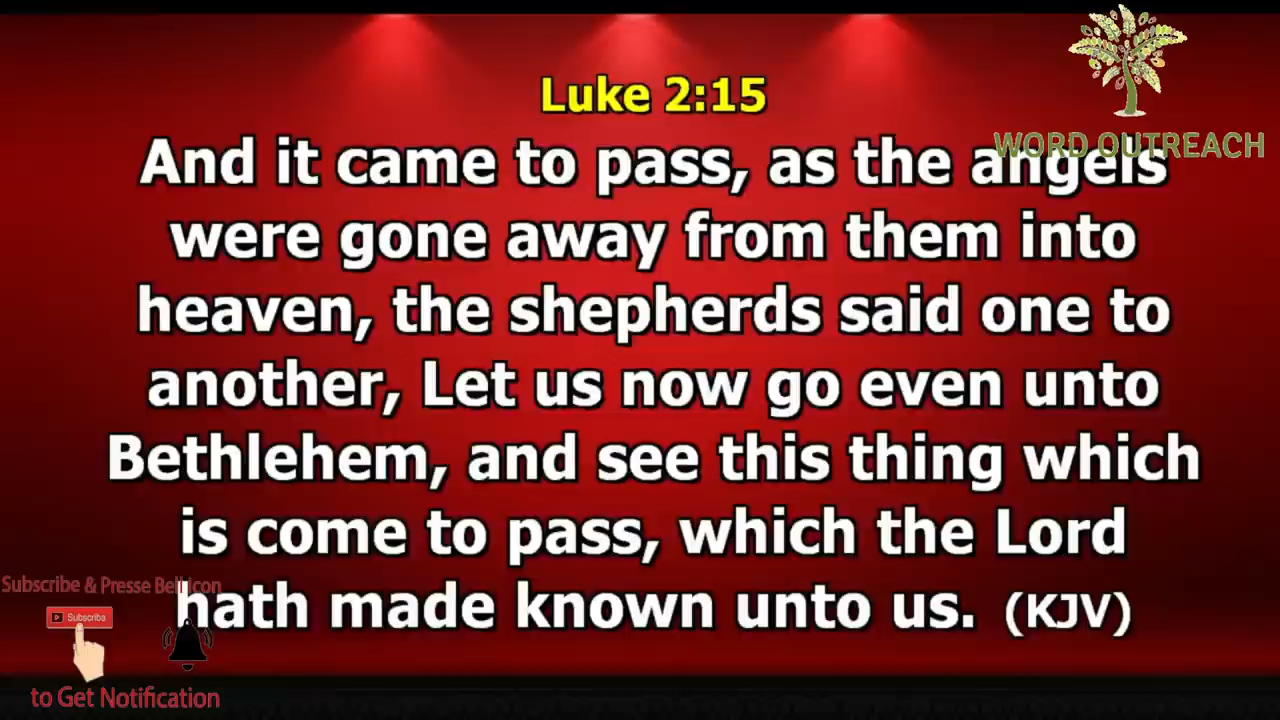 Luke 2:15
WORD OUTREACH
And it came to pass, as the angels
were gone away from them into
heaven, the shepherds said one to
another, Let us now go even unto
Bethlehem, and see this thing which
is come to pass, which the Lord
hath made known unto us. (KJV)
Subscribe & Presse Bell icon
Subscribe
to Get Notification